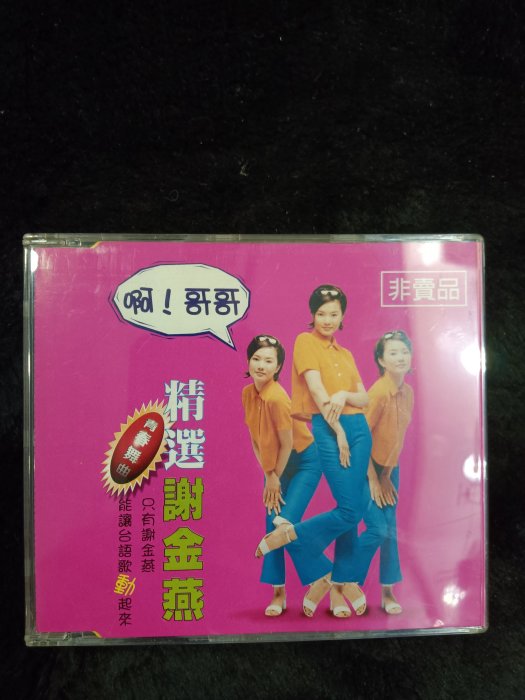 啊！哥哥
非賣品
精選謝金燕
青春舞曲
只有謝金燕
能讓台語歌動起來